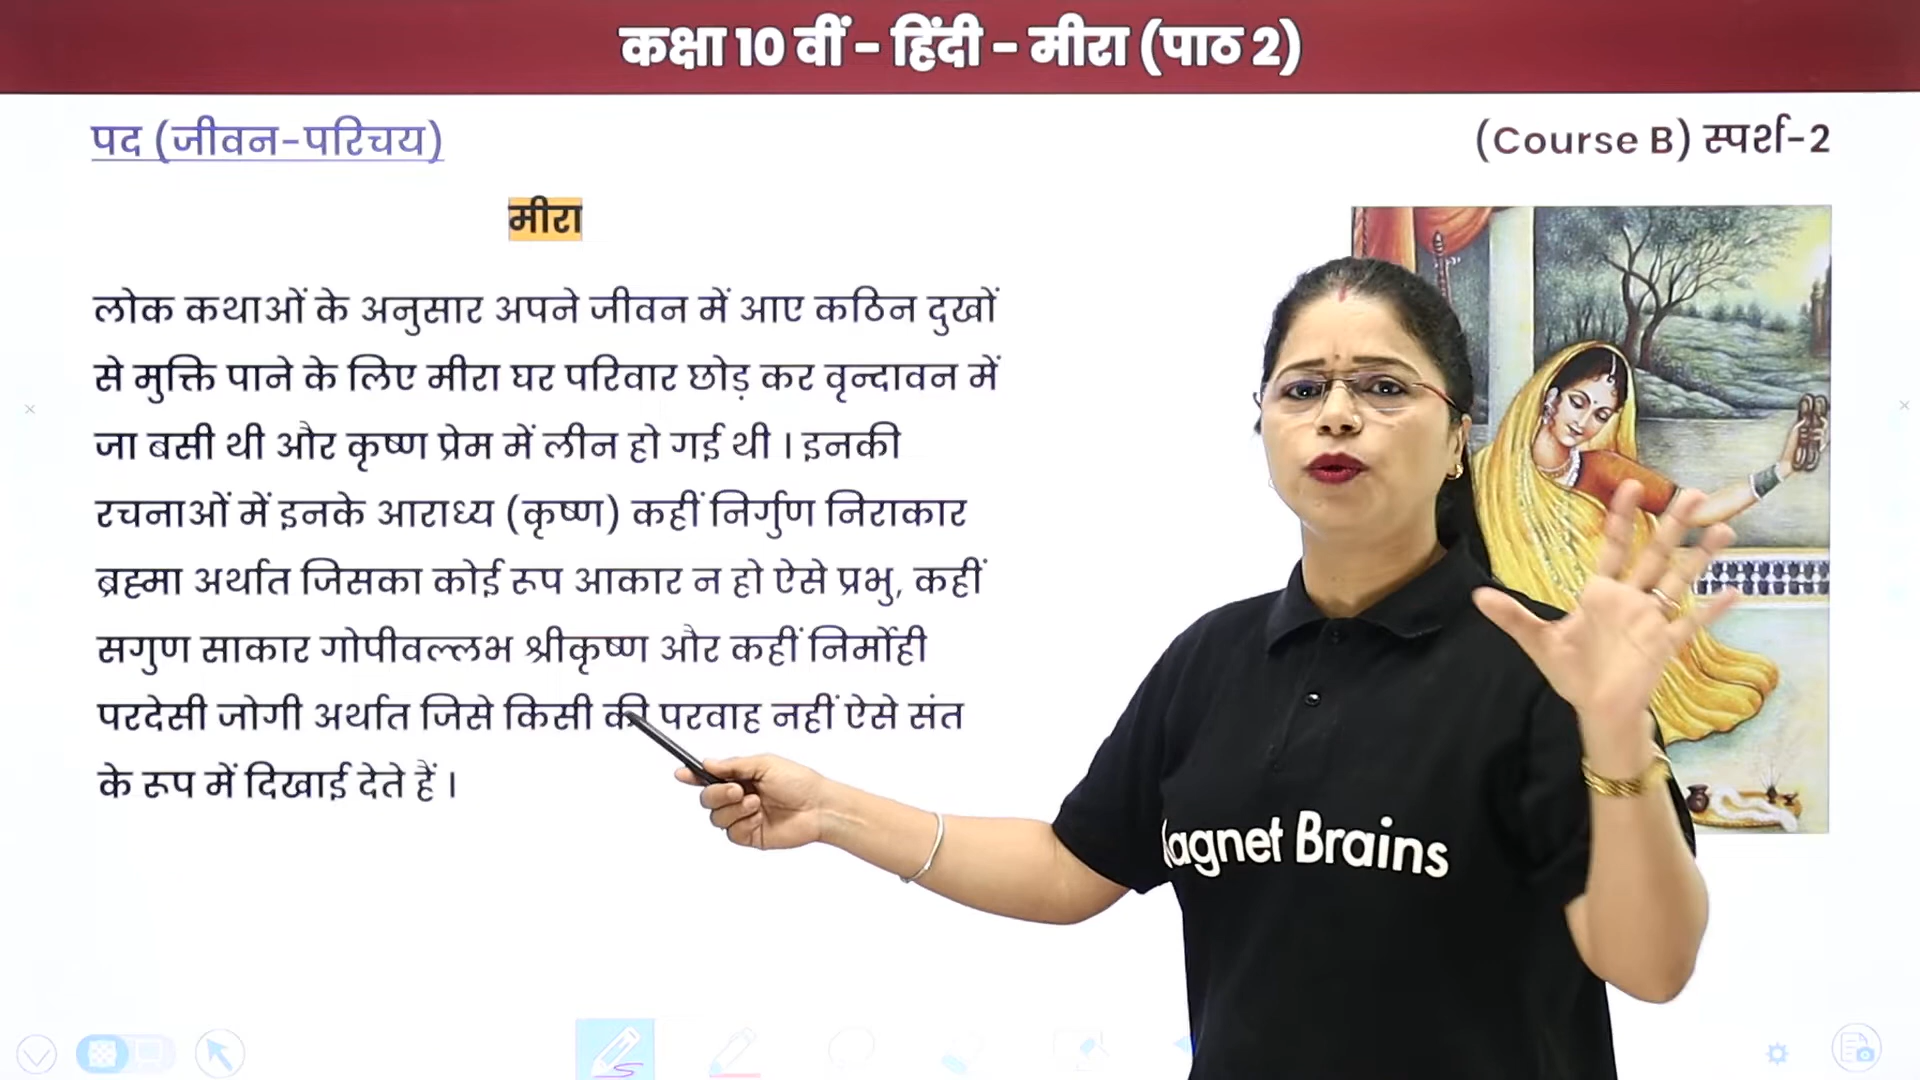 कक्षा 10 वीं - हिंदी - मीरा (पाठ 2)
पद (जीवन-परिचय)
(Course B) स्पर्श-2
मीरा
लोक कथाओं के अनुसार अपने जीवन में आए कठिन दुखों
से मुक्ति पाने के लिए मीरा घर परिवार छोड़ कर वृन्दावन में
जा बसी थी और कृष्ण प्रेम में लीन हो गई थी । इनकी
रचनाओं में इनके आराध्य (कृष्ण) कहीं निर्गुण निराकार
ब्रह्मा अर्थात जिसका कोई रूप आकार न हो ऐसे प्रभु, कहीं
सगुण साकार गोपीवल्लभ श्रीकृष्ण और कहीं निर्मोही
परदेसी जोगी अर्थात जिसे किसी की परवाह नहीं ऐसे संत
के रूप में दिखाई देते हैं ।
agnet Brains